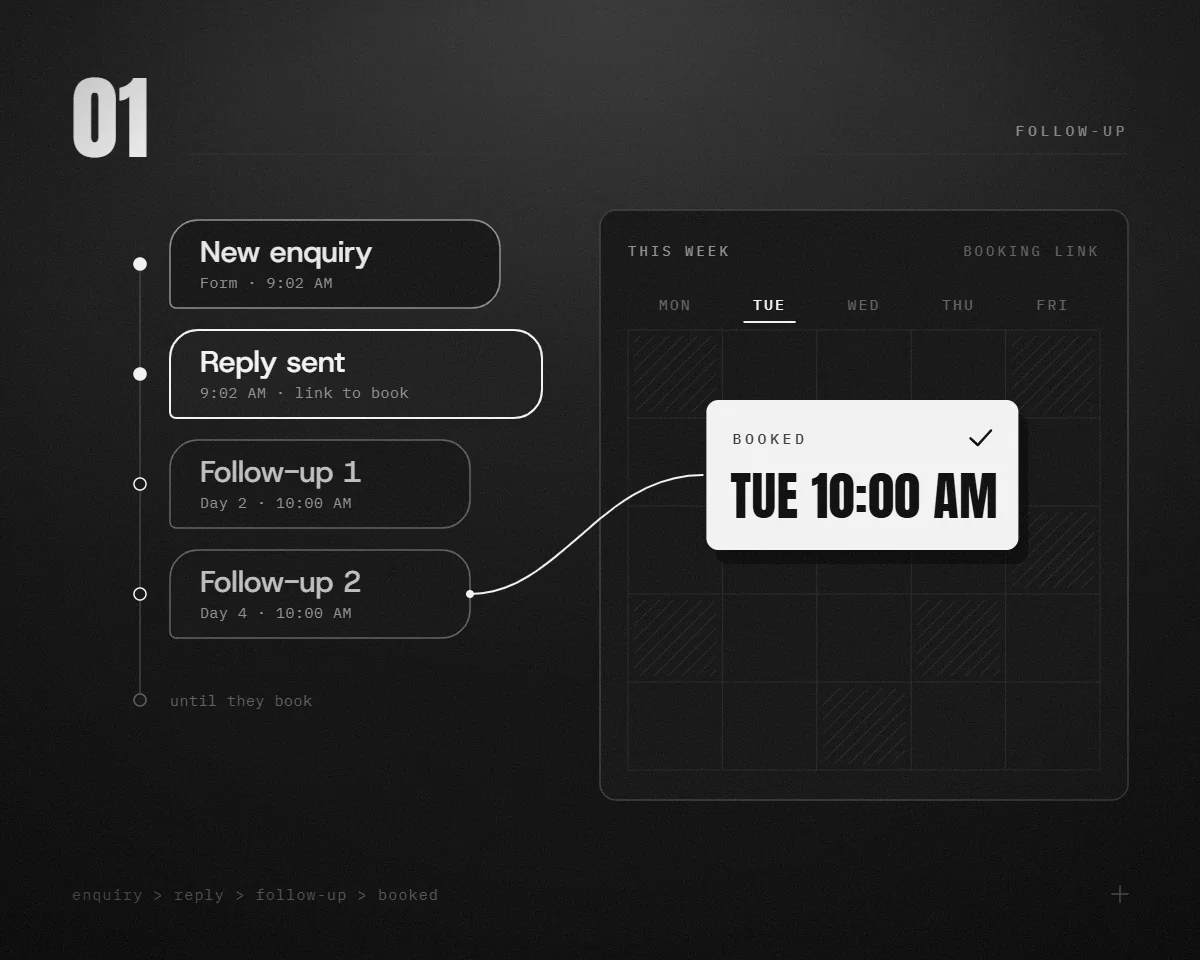 01
FOLLOW-UP
New enquiry
Form · 9:02 AM
Reply sent
9:02 AM · link to book
Follow-up 1
Day 2 · 10:00 AM
Follow-up 2
Day 4 · 10:00 AM
until they book
THIS WEEK
BOOKING LINK
MON TUE WED THU FRI
BOOKED
TUE 10:00 AM
enquiry > reply > follow-up > booked